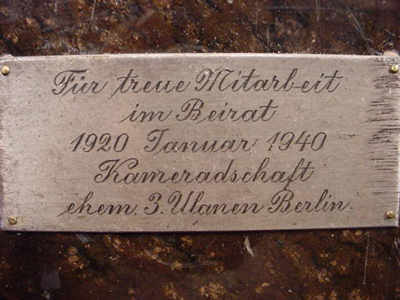 Für treue Mitarbeit
im Beirat
1920 Januar 1940
Kameradschaft
ehem. 3. Ulanen Berlin.